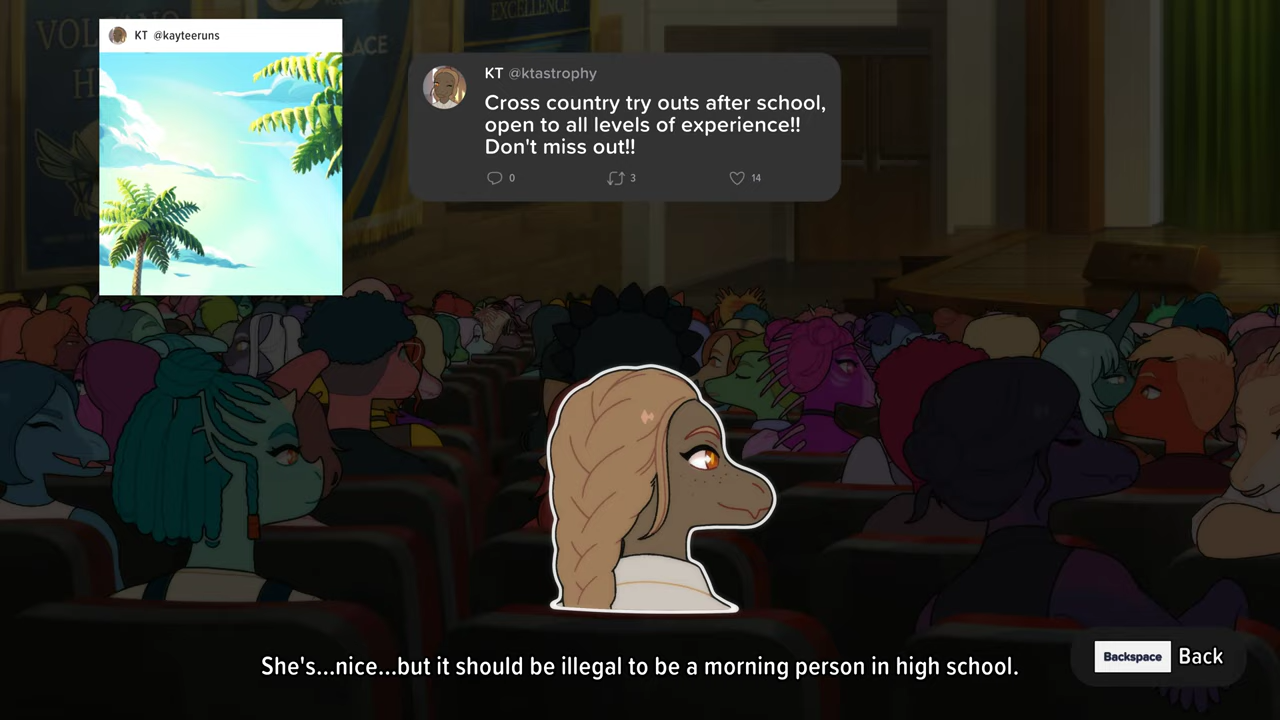 EXCELLENCE
KT @kayteeruns
KT @ktastrophy
Cross country try outs after school,
open to all levels of experience!!
Don't miss out!!
0 3 14
She's...nice...but it should be illegal to be a morning person in high school.
Backspace Back